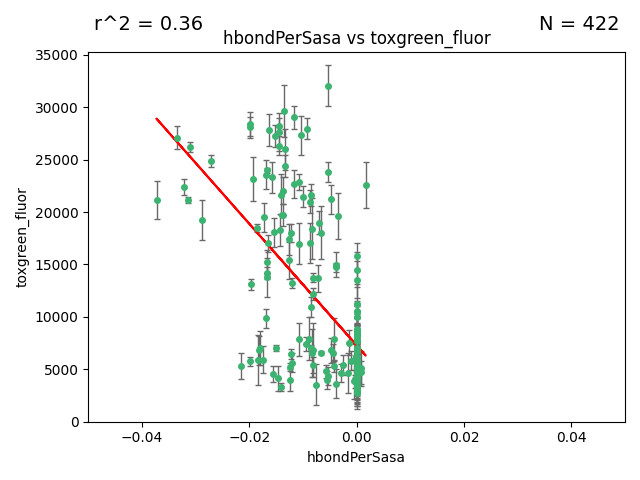 r^2 = 0.36
N = 422
hbondPerSasa vs toxgreen_fluor
35000
30000
25000
20000
15000
10000
5000
0
toxgreen_fluor
−0.04
−0.02
0.00
0.02
0.04
hbondPerSasa